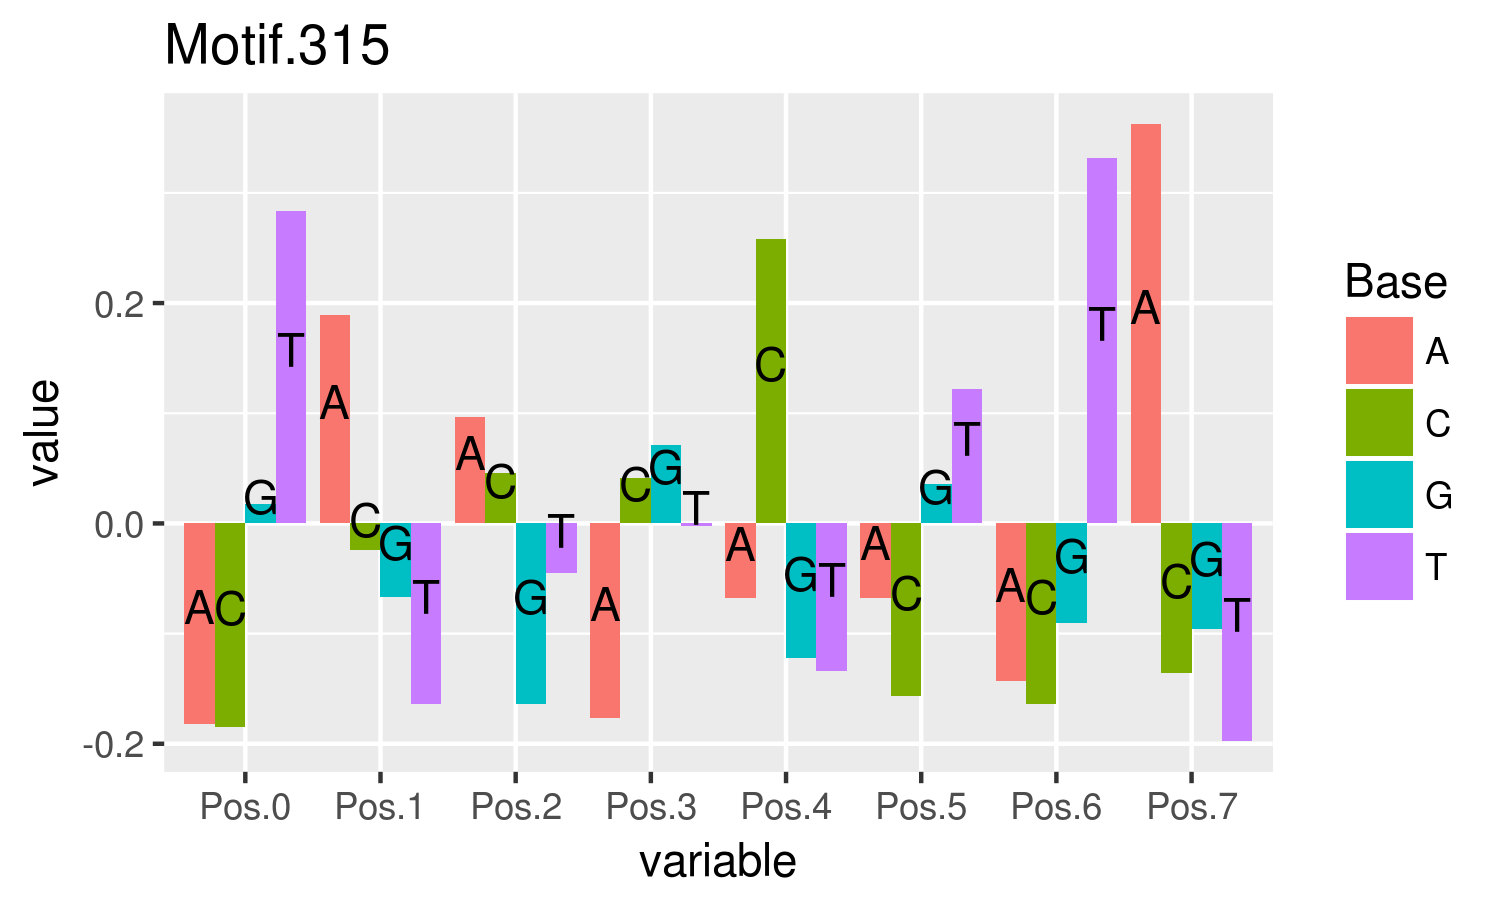 Motif.315
value
0.2
0.0
-0.2
A C G T
A C G T
A C G T
A C G T
A C G T
A C G T
A C G T
A C G T
Pos.0 Pos.1 Pos.2 Pos.3 Pos.4 Pos.5 Pos.6 Pos.7
variable
Base
A
C
G
T